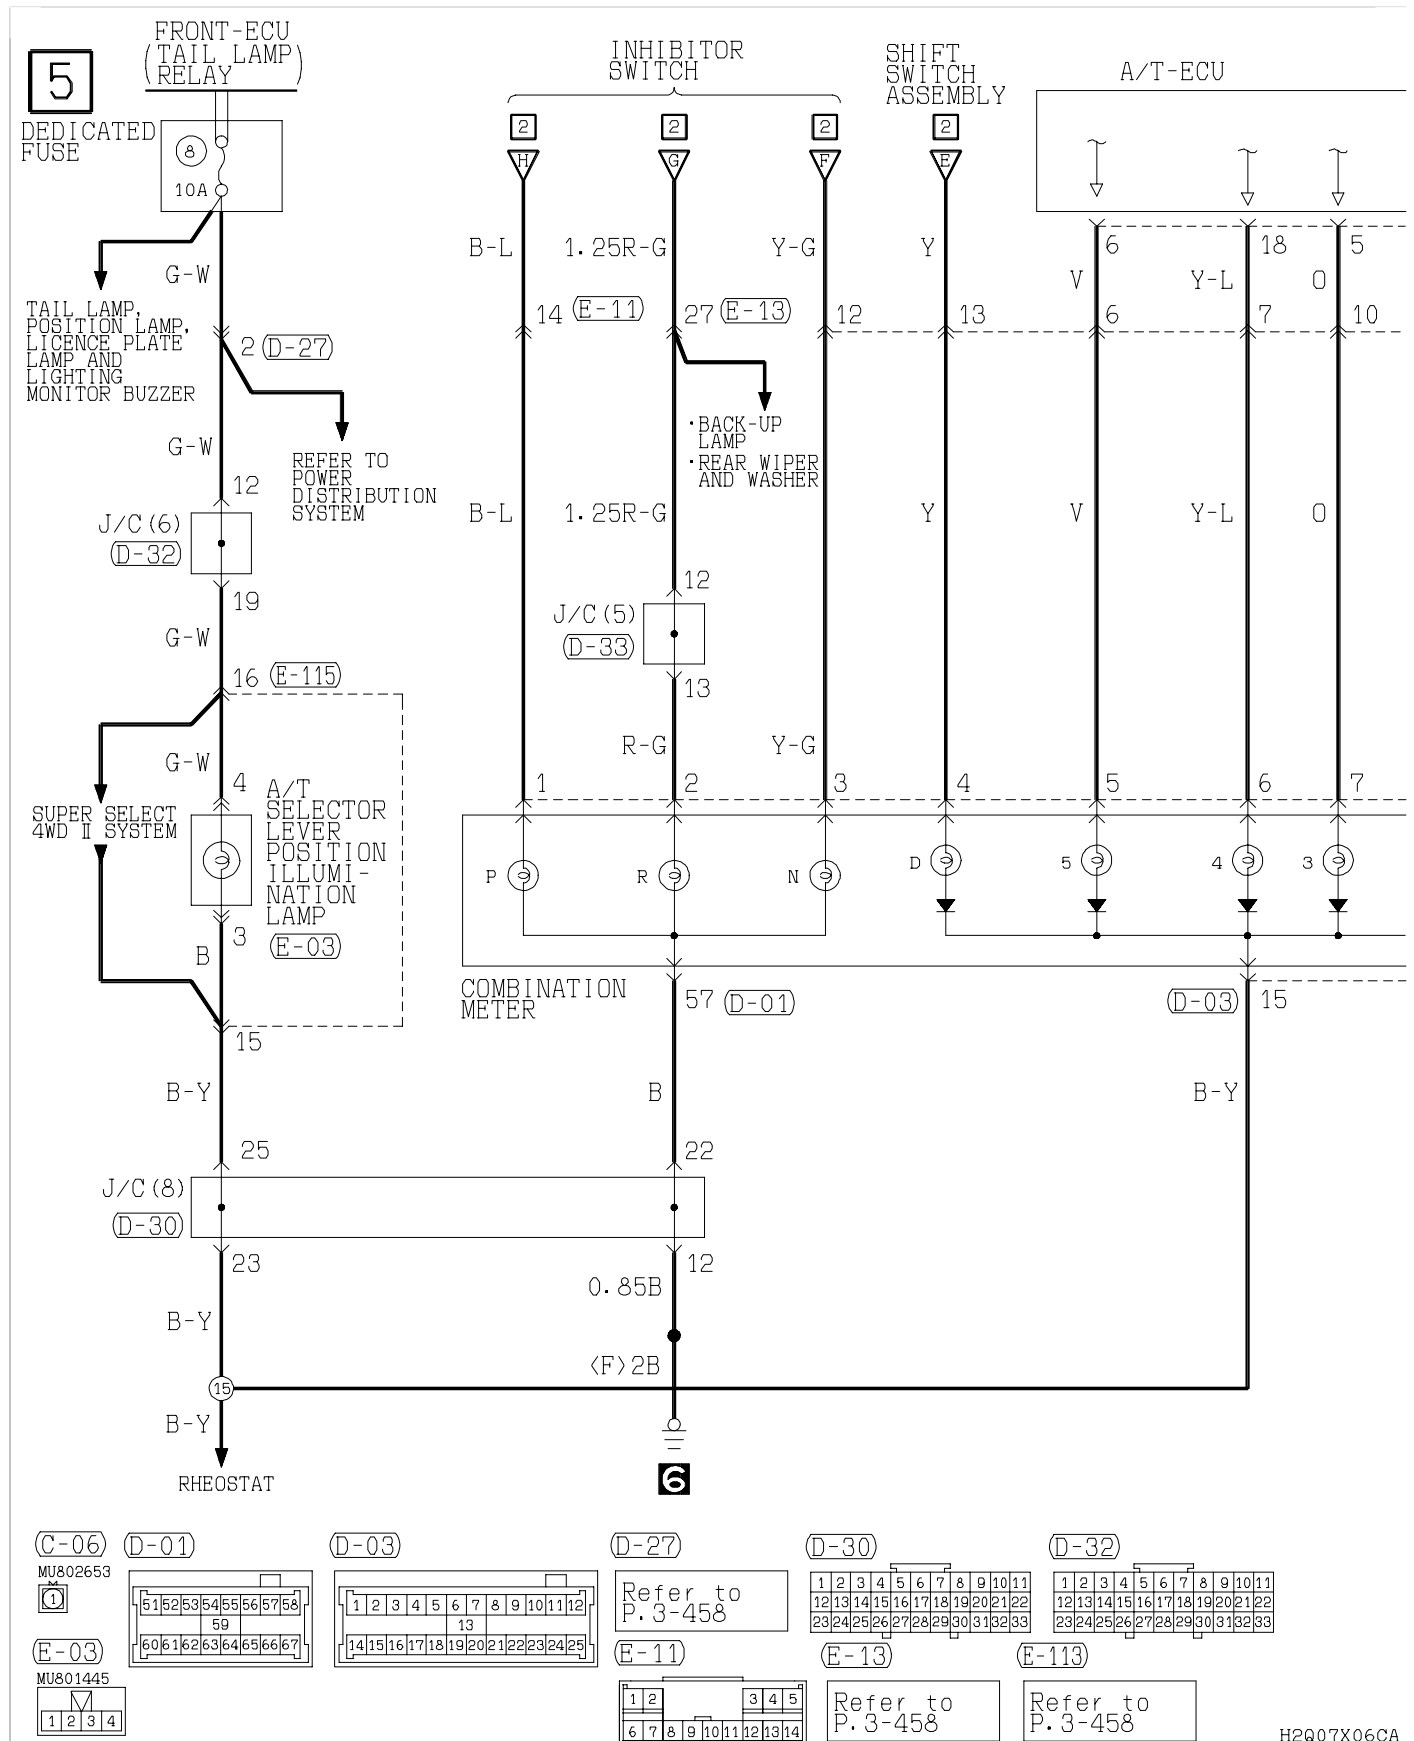 5
FRONT-ECU
(TAIL LAMP)
RELAY
DEDICATED
FUSE
8
10A
INHIBITOR
SWITCH
SHIFT
SWITCH
ASSEMBLY
A/T-ECU
2 2 2 2
H G F E
G-W
B-L 1.25R-G Y-G Y
6 18 5
V Y-L O
TAIL LAMP,
POSITION LAMP,
LICENCE PLATE
LAMP AND
LIGHTING
MONITOR BUZZER
2 (D-27)
14 (E-11) 27 (E-13) 12 13 6 7 10
·BACK-UP
LAMP
·REAR WIPER
AND WASHER
G-W
REFER TO
POWER
DISTRIBUTION
SYSTEM
12
J/C(6)
(D-32)
19
B-L 1.25R-G Y V Y-L O
12
J/C(5)
(D-33)
13
G-W
16 (E-115)
R-G Y-G
G-W
4
1 2 3 4 5 6 7
SUPER SELECT
4WD Ⅱ SYSTEM
A/T
SELECTOR
LEVER
POSITION
ILLUMI-
NATION
LAMP
(E-03)
P R N D 5 4 3
3
B
COMBINATION
METER
57 (D-01)
(D-03) 15
15
B-Y B B-Y
25 22
J/C(8)
(D-30)
23 12
0.85B
B-Y
<F>2B
15
B-Y
RHEOSTAT
6
(C-06) (D-01) (D-03) (D-27) (D-30) (D-32)
MU802653
1
51 52 53 54 55 56 57 58
59
60 61 62 63 64 65 66 67
1 2 3 4 5 6 7 8 9 10 11 12
13
14 15 16 17 18 19 20 21 22 23 24 25
Refer to
P.3-458
1 2 3 4 5 6 7 8 9 10 11
12 13 14 15 16 17 18 19 20 21 22
23 24 25 26 27 28 29 30 31 32 33
1 2 3 4 5 6 7 8 9 10 11
12 13 14 15 16 17 18 19 20 21 22
23 24 25 26 27 28 29 30 31 32 33
(E-03) (E-11) (E-13) (E-113)
MU801445
1 2 3 4
1 2 3 4 5
6 7 8 9 10 11 12 13 14
Refer to
P.3-458
Refer to
P.3-458
H2Q07X06CA